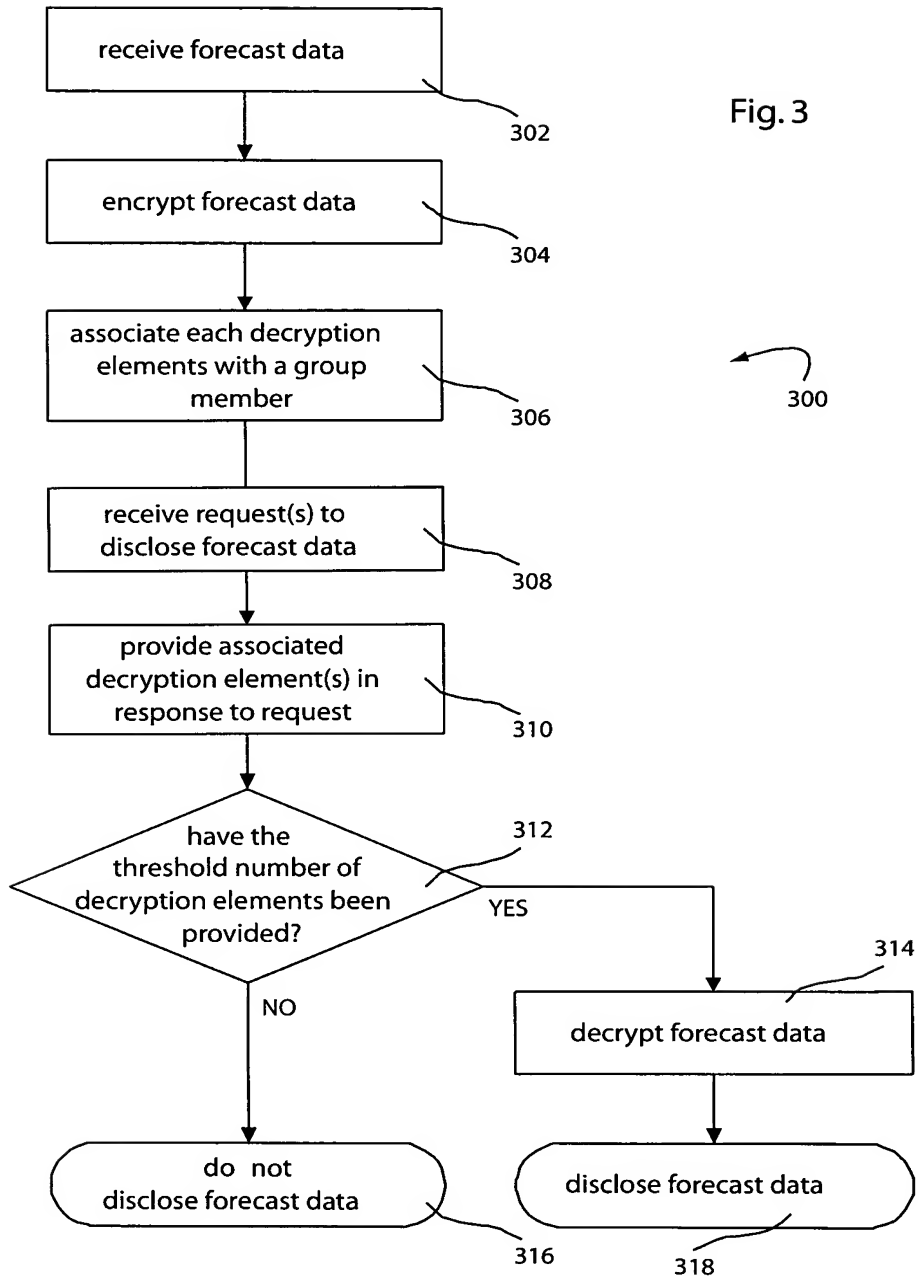 receive forecast data
302
Fig. 3
encrypt forecast data
304
associate each decryption
elements with a group
member
306
300
receive request(s) to
disclose forecast data
308
provide associated
decryption element(s) in
response to request
310
have the
threshold number of
decryption elements been
provided?
312
YES
NO
314
decrypt forecast data
do not
disclose forecast data
316
disclose forecast data
318